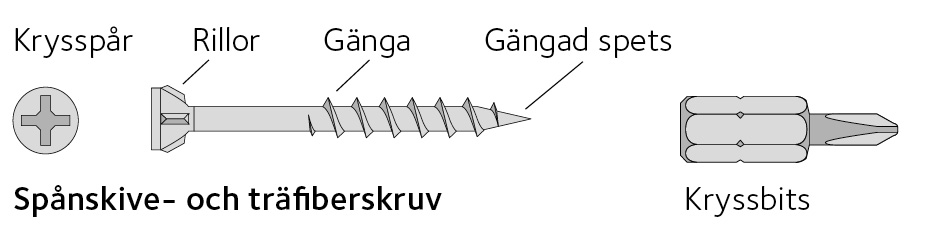 Krysspår Rillor Gänga Gängad spets
Spånskive- och träfiberskruv Kryssbits